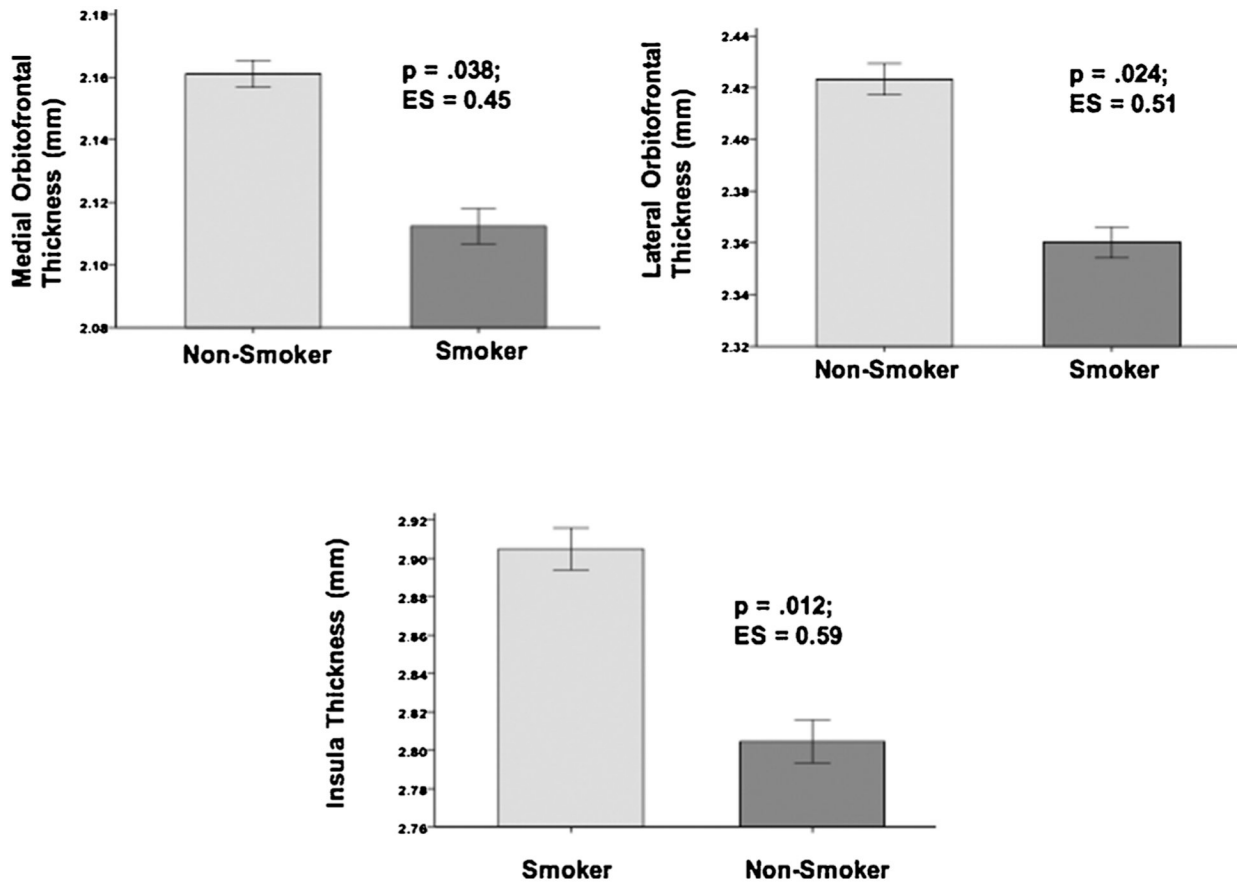 Medial Orbitofrontal
Thickness (mm)
2.18
2.16
2.14
2.12
2.10
2.08
p = .038;
ES = 0.45
Non-Smoker
Smoker
Lateral Orbitofrontal
Thickness (mm)
2.44
2.42
2.40
2.38
2.36
2.34
2.32
p = .024;
ES = 0.51
Non-Smoker
Smoker
Insula Thickness (mm)
2.92
2.90
2.88
2.86
2.84
2.82
2.80
2.78
2.76
p = .012;
ES = 0.59
Smoker
Non-Smoker